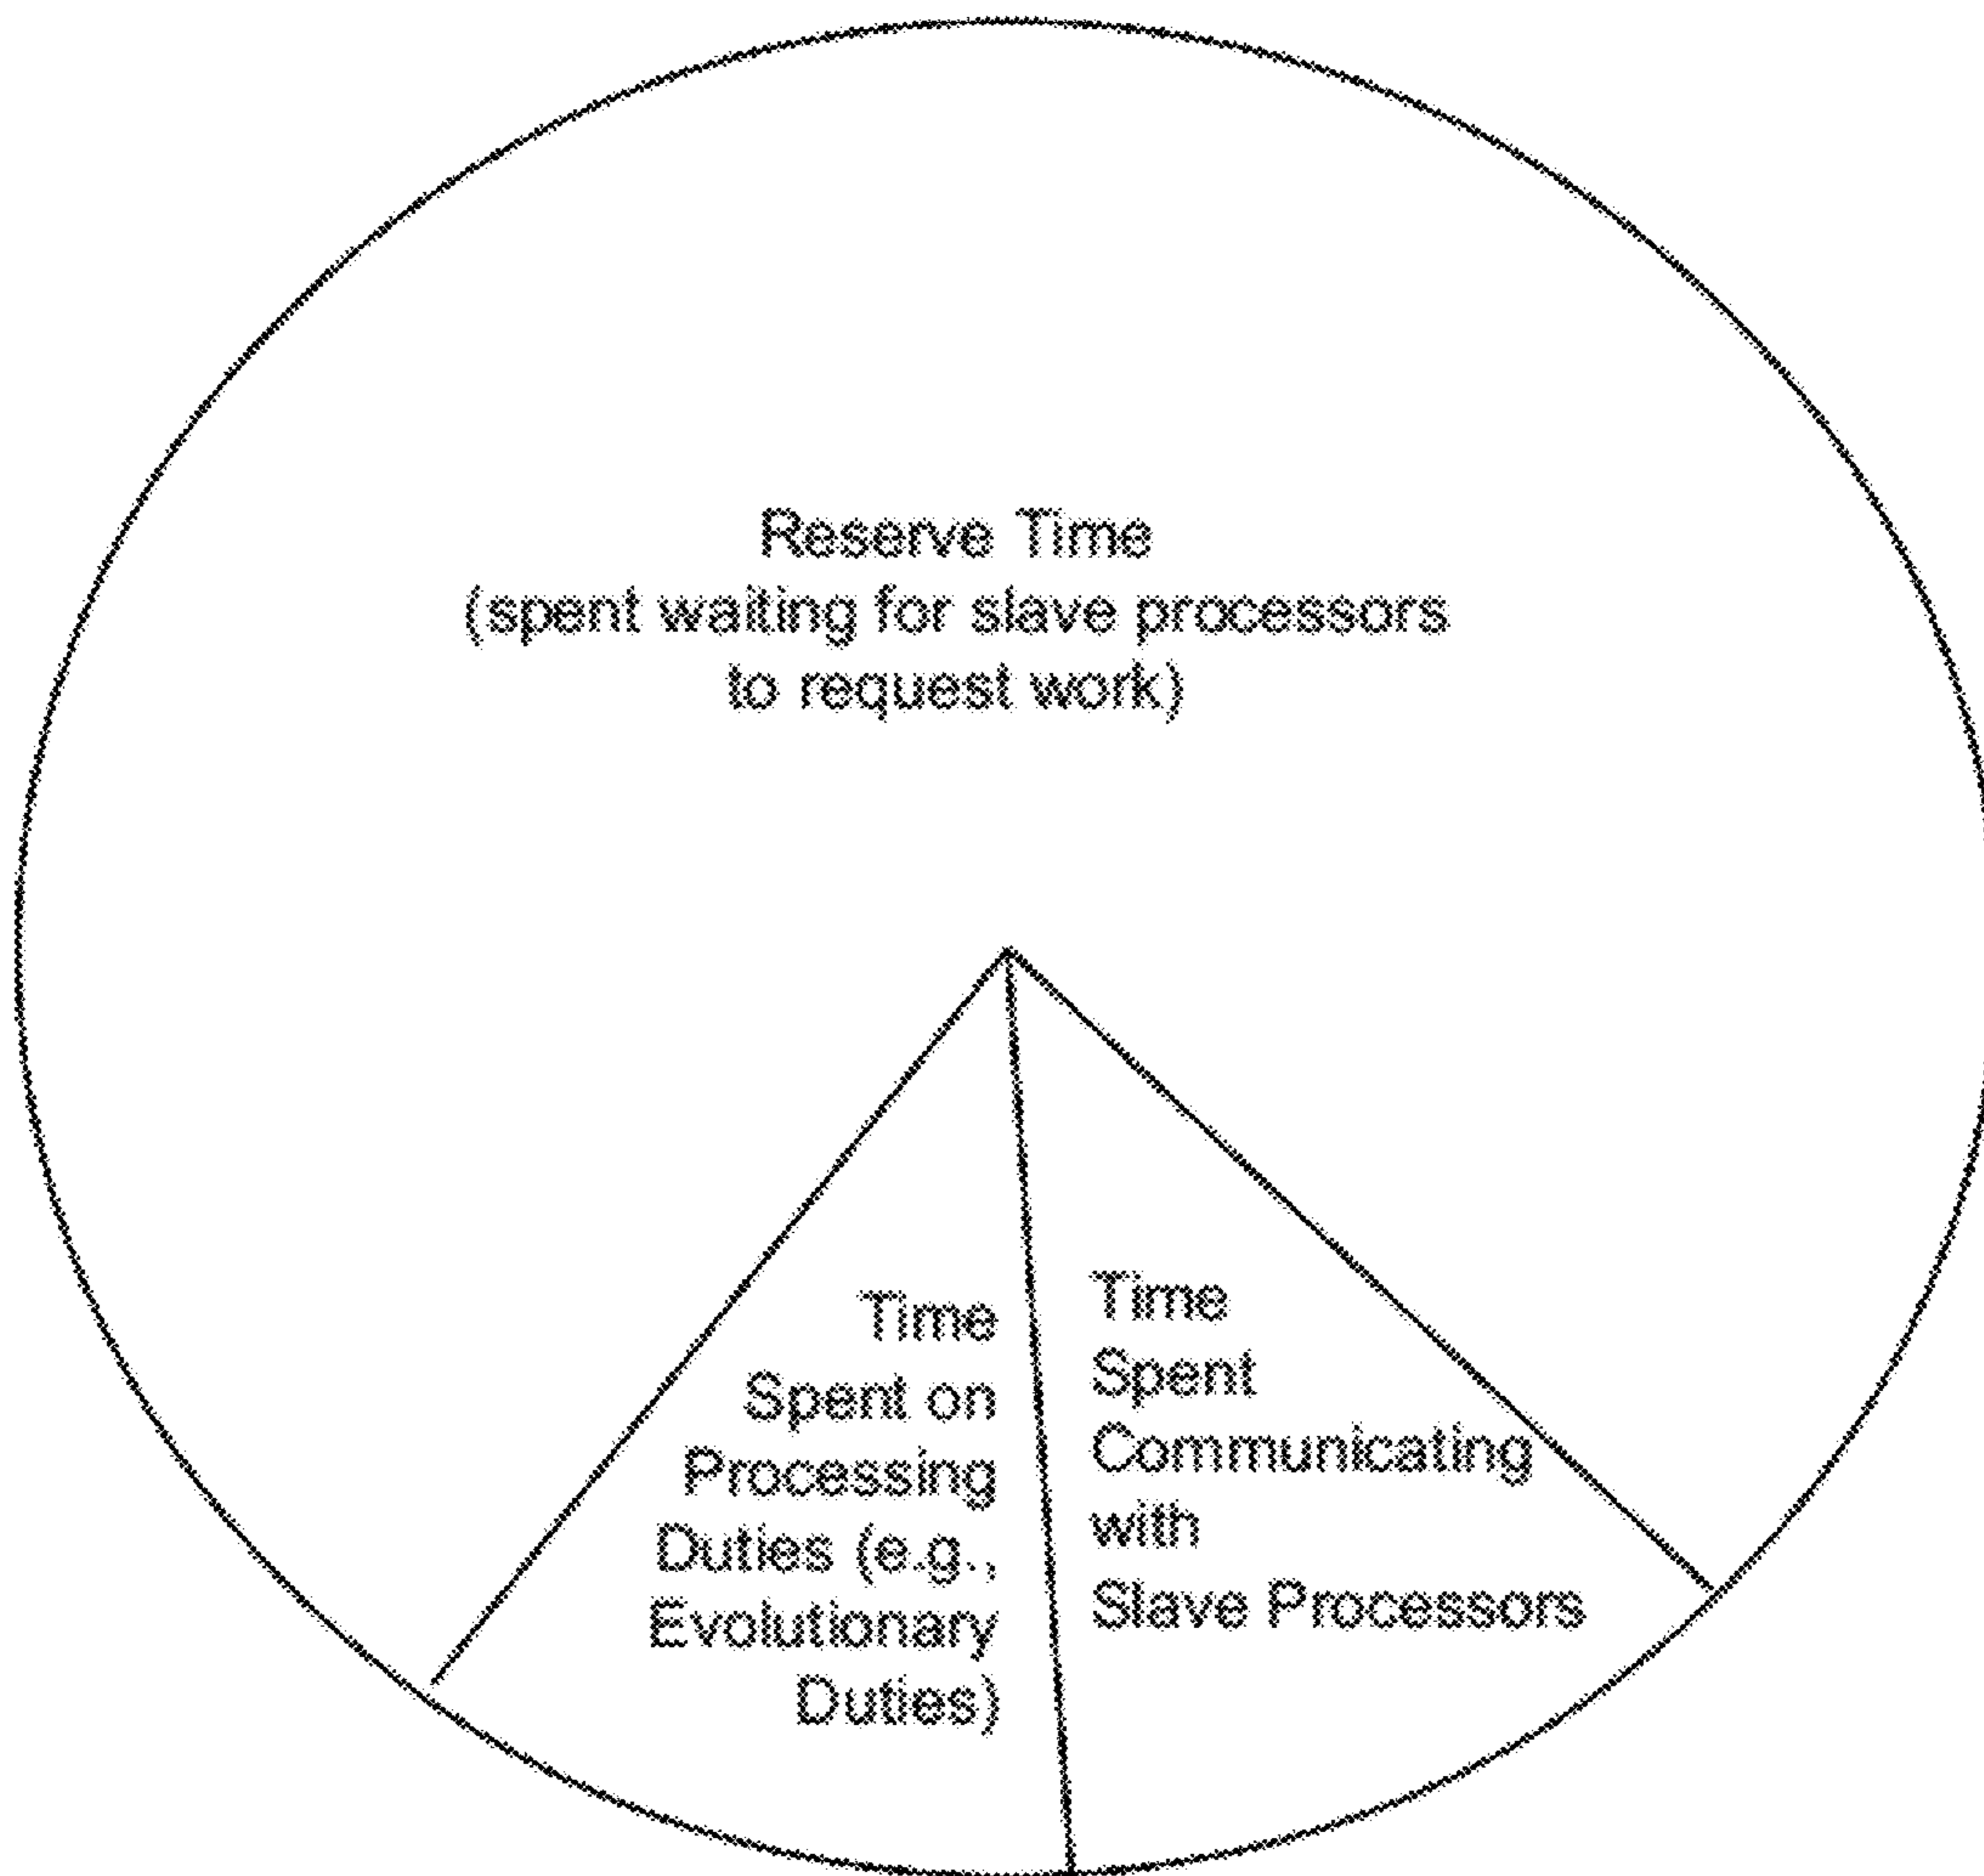 Reserve Time
(spent waiting for slave processors
to request work)
Time
Spent on
Processing
Duties (e.g.,
Evolutionary
Duties)
Time
Spent
Communicating
with
Slave Processors